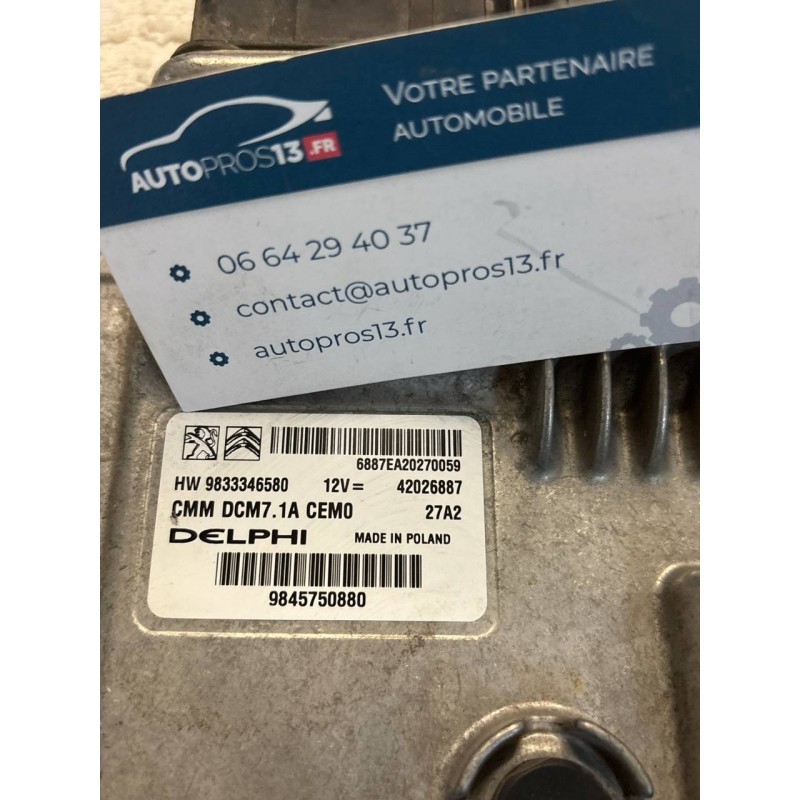 VOTRE PARTENAIRE
AUTOMOBILE
AUTOPROS13.FR
06 64 29 40 37
contact@autopros13.fr
autopros13.fr
6887EA20270059
HW 9833346580 12V= 42026887
CMM DCM7.1A CEM0 27A2
DELPHI MADE IN POLAND
9845750880